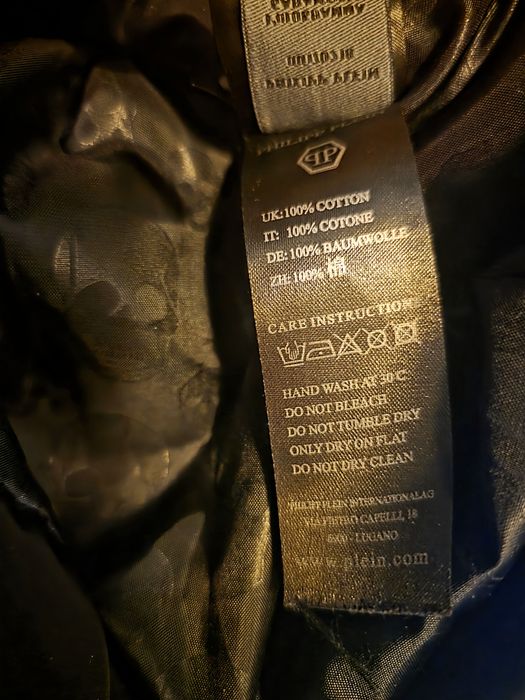 PP
UK: 100% COTTON
IT: 100% COTONE
DE: 100% BAUMWOLLE
ZH: 100% 棉
CARE INSTRUCTION
HAND WASH AT 30°C
DO NOT BLEACH
DO NOT TUMBLE DRY
ONLY DRY ON FLAT
DO NOT DRY CLEAN
PHILIPP PLEIN INTERNATIONAL AG
VIA PIETRO CAPELLI, 18
6900 - LUGANO
www.plein.com